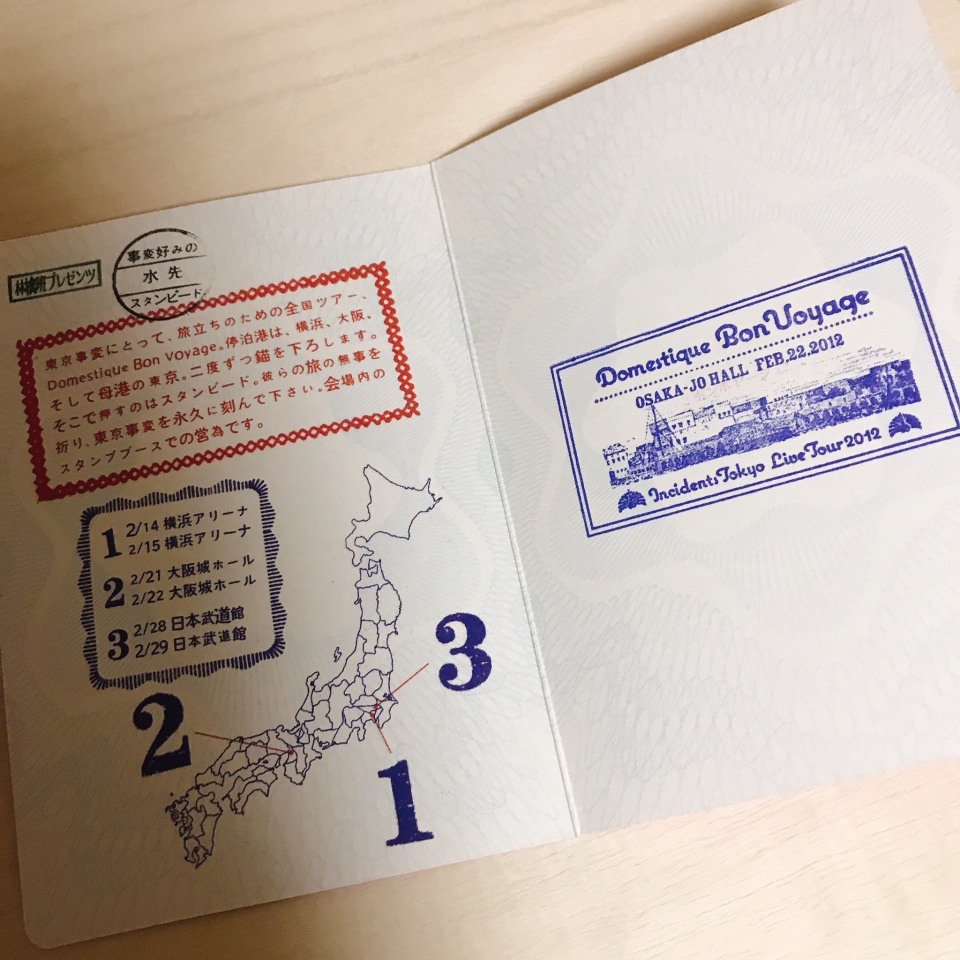 林檎班プレゼンツ
事変好みの
水先
スタンピード
東京事変にとって、旅立ちのための全国ツアー、
Domestique Bon Voyage。停泊港は、横浜、大阪、
そして母港の東京。二度ずつ錨を下ろします。
そこで押すのはスタンピード。彼らの旅の無事を
祈り、東京事変を永久に刻んで下さい。会場内の
スタンプブースでの営為です。
1 2/14 横浜アリーナ
2/15 横浜アリーナ
2 2/21 大阪城ホール
2/22 大阪城ホール
3 2/28 日本武道館
2/29 日本武道館
3
2
1
Domestique Bon Voyage
OSAKA-JO HALL FEB.22.2012
Incidents Tokyo Live Tour 2012